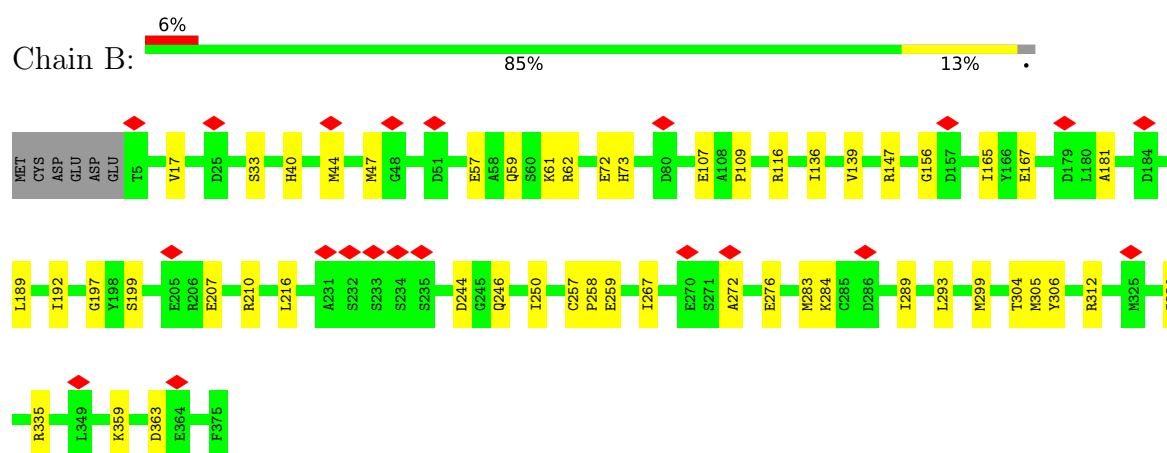 6%
Chain B:
85% 13% •
MET CYS ASP GLU ASP GLU T5 V17 D25 S33 H40 M44 M47 G48 D51 E57 A58 Q59 S60 K61 R62 E72 H73 D80 E107 A108 P109 R116 I136 V139 R147 G156 D157 I165 Y166 E167 D179 L180 A181 D184
L189 I192 G197 Y198 S199 E205 R206 E207 R210 L216 A231 S232 S233 S234 S235 D244 G245 Q246 I250 C257 P258 E259 I267 E270 S271 A272 E276 M283 K284 C285 D286 I289 L293 M299 T304 M305 Y306 R312 M325
R335 L349 K359 D363 E364 F375